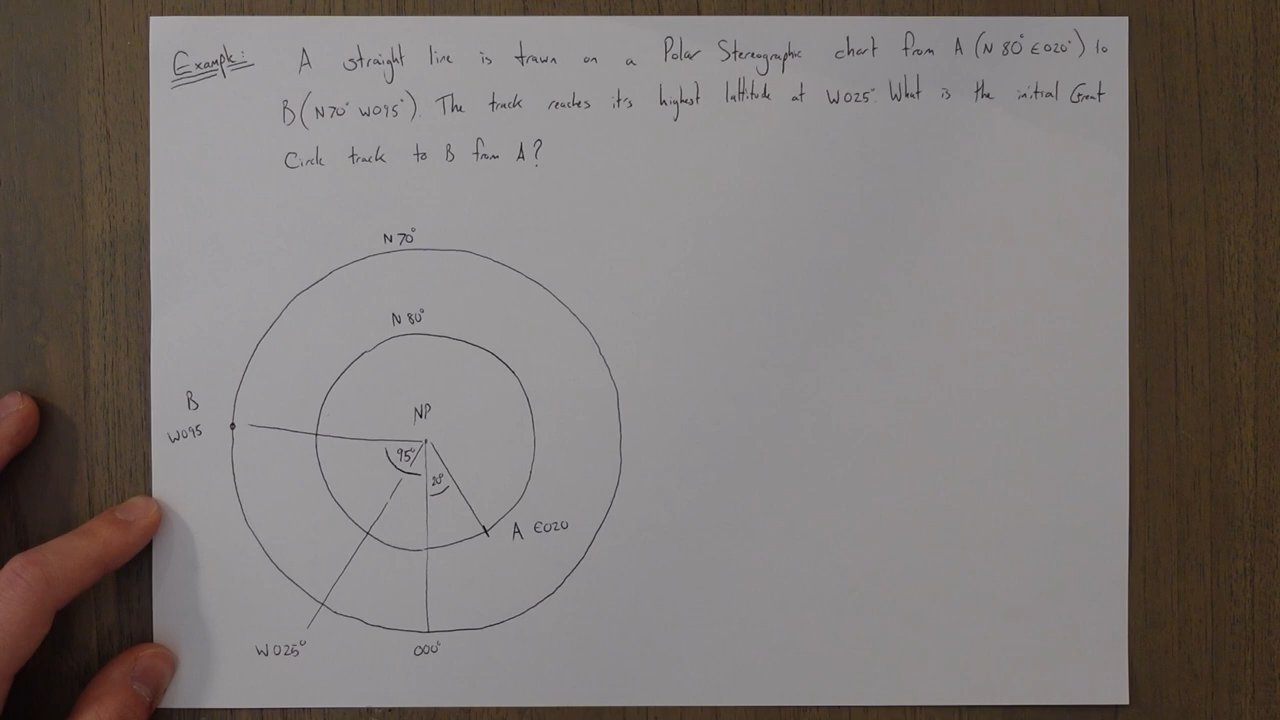 Example: A straight line is trawn on a Polar Stereographic chart from A (N 80° E020°) to
B (N70° W095°). The track reaches it's highest lattitude at W025°. What is the initial Great
Circle track to B from A?
N 70°
N 80°
NP
B
W095
95°
20°
A E020
W025°
000°